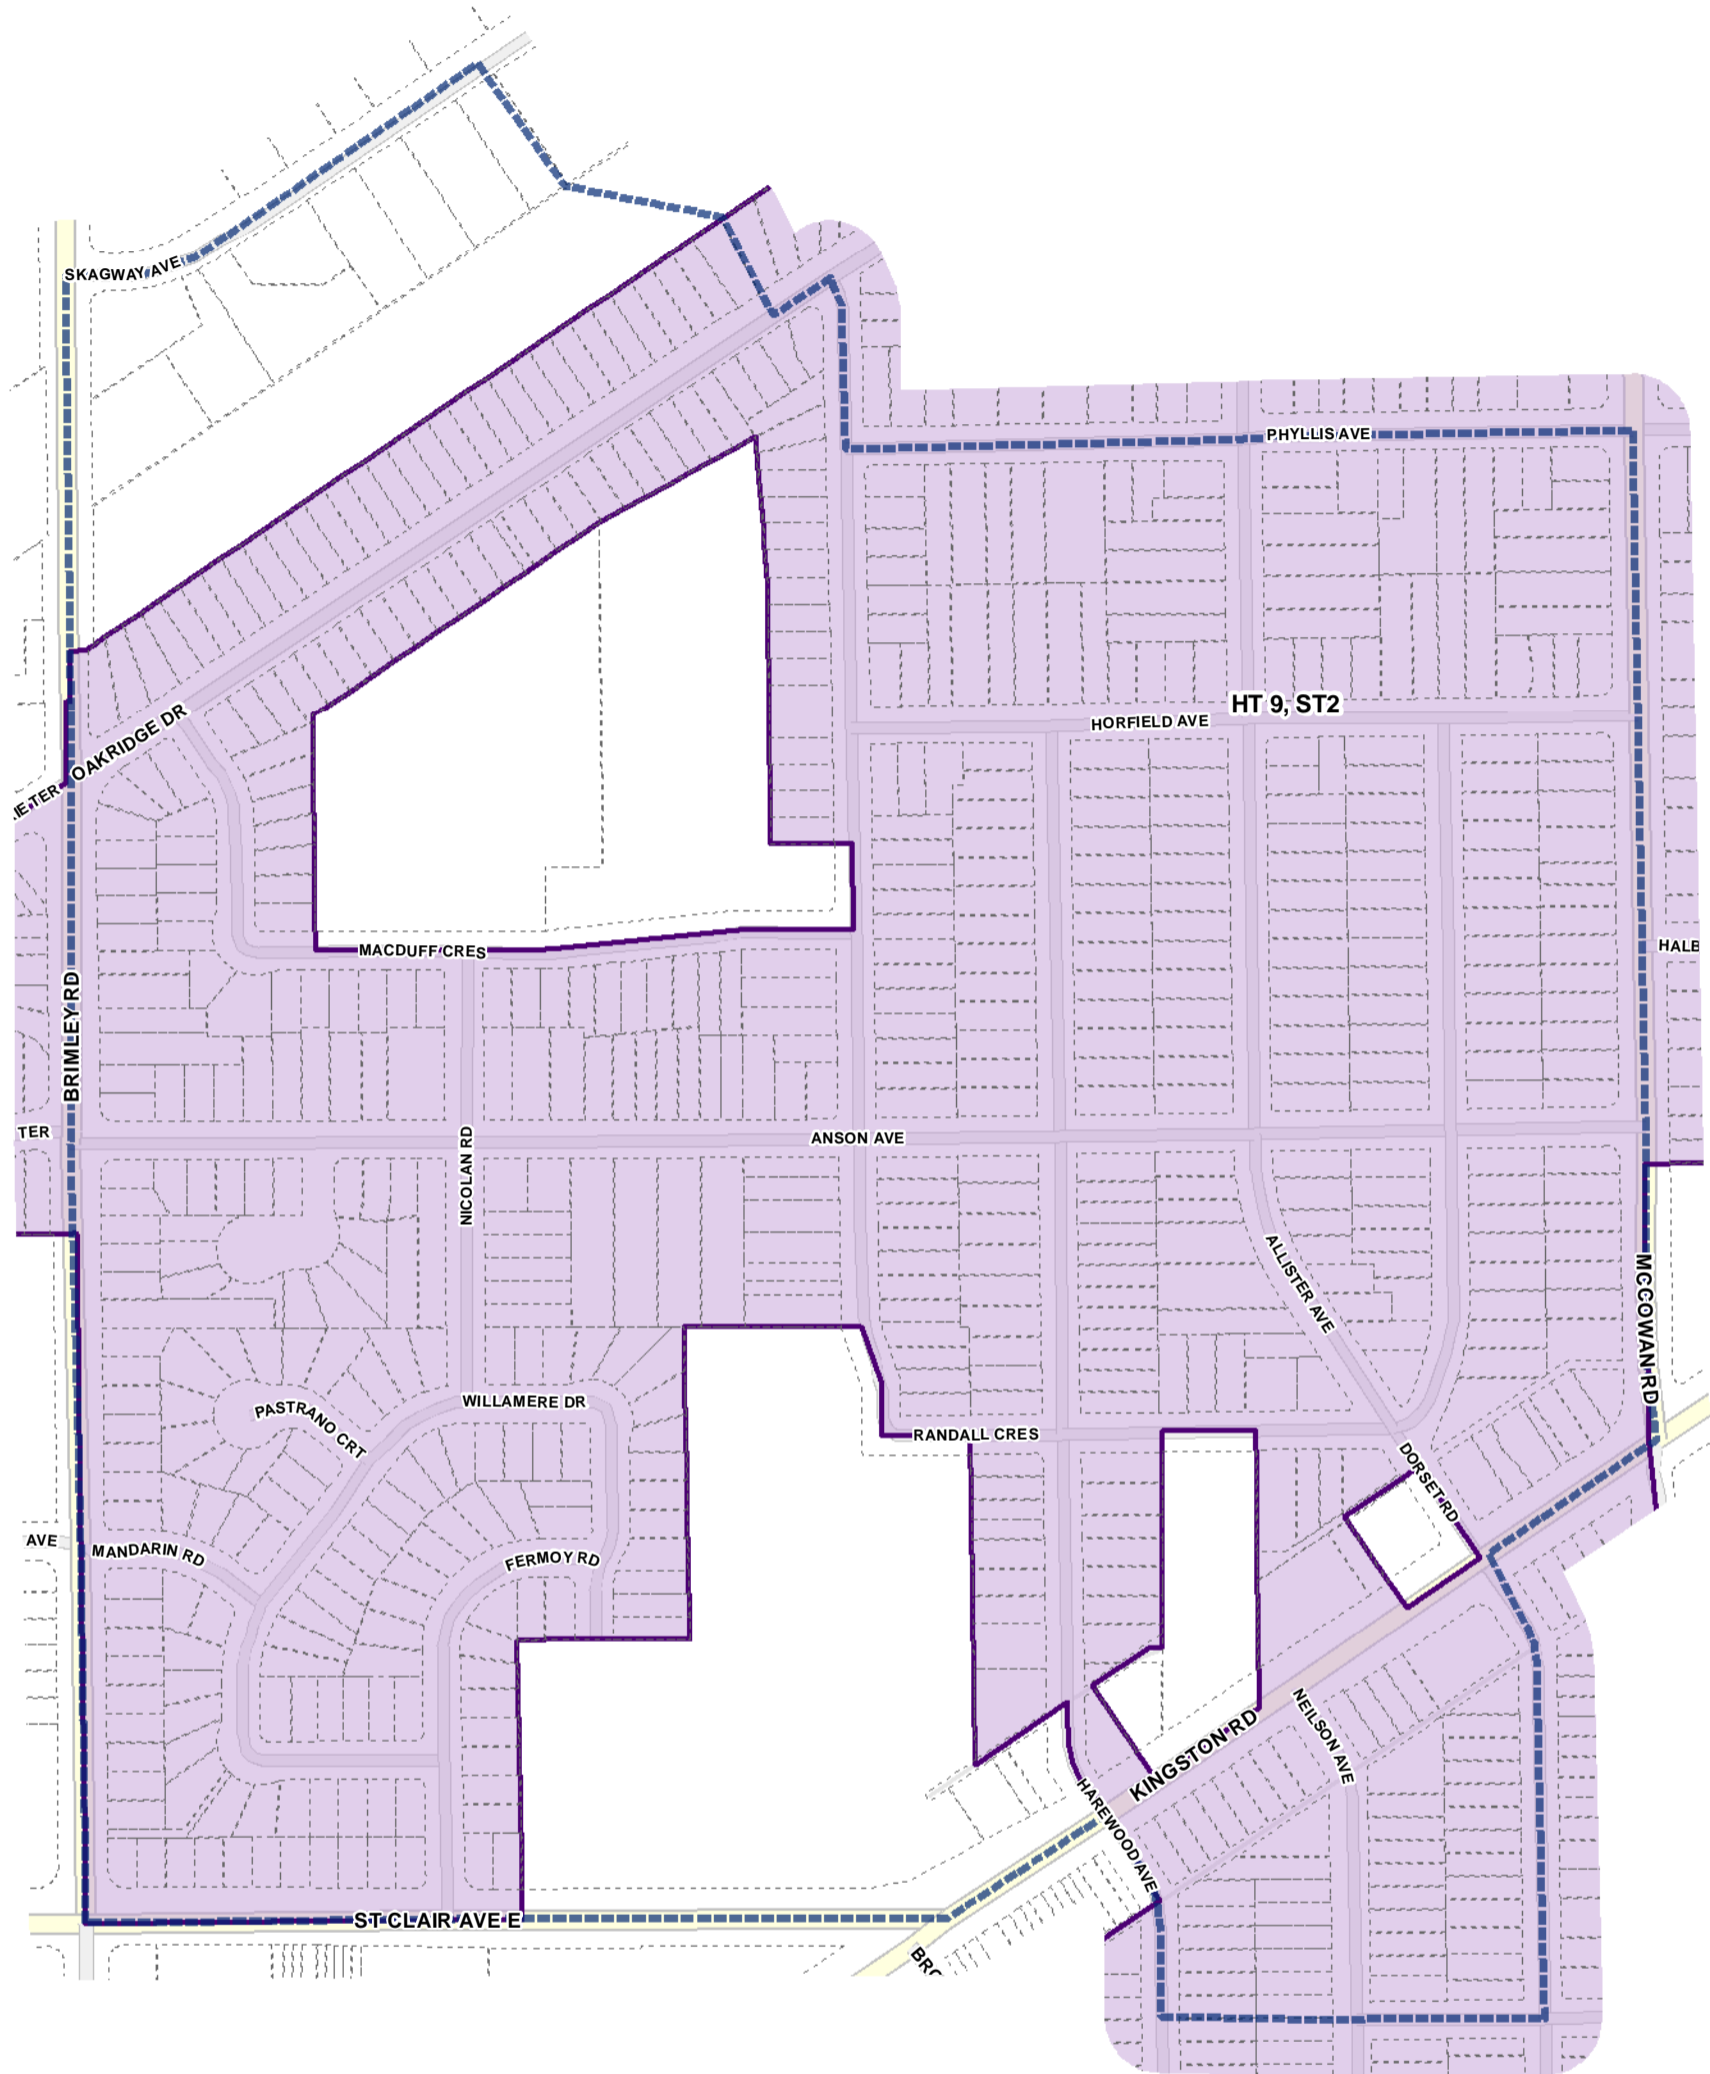 SKAGWAY AVE
PHYLLIS AVE
HT 9, ST2
HORFIELD AVE
OAKRIDGE DR
IE TER
MACDUFF CRES
HALB
BRIMLEY RD
TER
ANSON AVE
NICOLAN RD
ALLISTER AVE
MCCOWAN RD
WILLAMERE DR
PASTRANO CRT
RANDALL CRES
DORSET RD
AVE
MANDARIN RD
FERMOY RD
NEILSON AVE
KINGSTON RD
HAREWOOD AVE
ST CLAIR AVE E
BRO